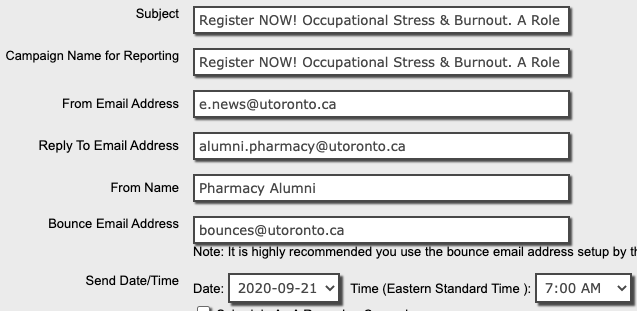 Subject Register NOW! Occupational Stress & Burnout. A Role
Campaign Name for Reporting Register NOW! Occupational Stress & Burnout. A Role
From Email Address e.news@utoronto.ca
Reply To Email Address alumni.pharmacy@utoronto.ca
From Name Pharmacy Alumni
Bounce Email Address bounces@utoronto.ca
Note: It is highly recommended you use the bounce email address setup by th
Send Date/Time Date: 2020-09-21 Time (Eastern Standard Time ): 7:00 AM